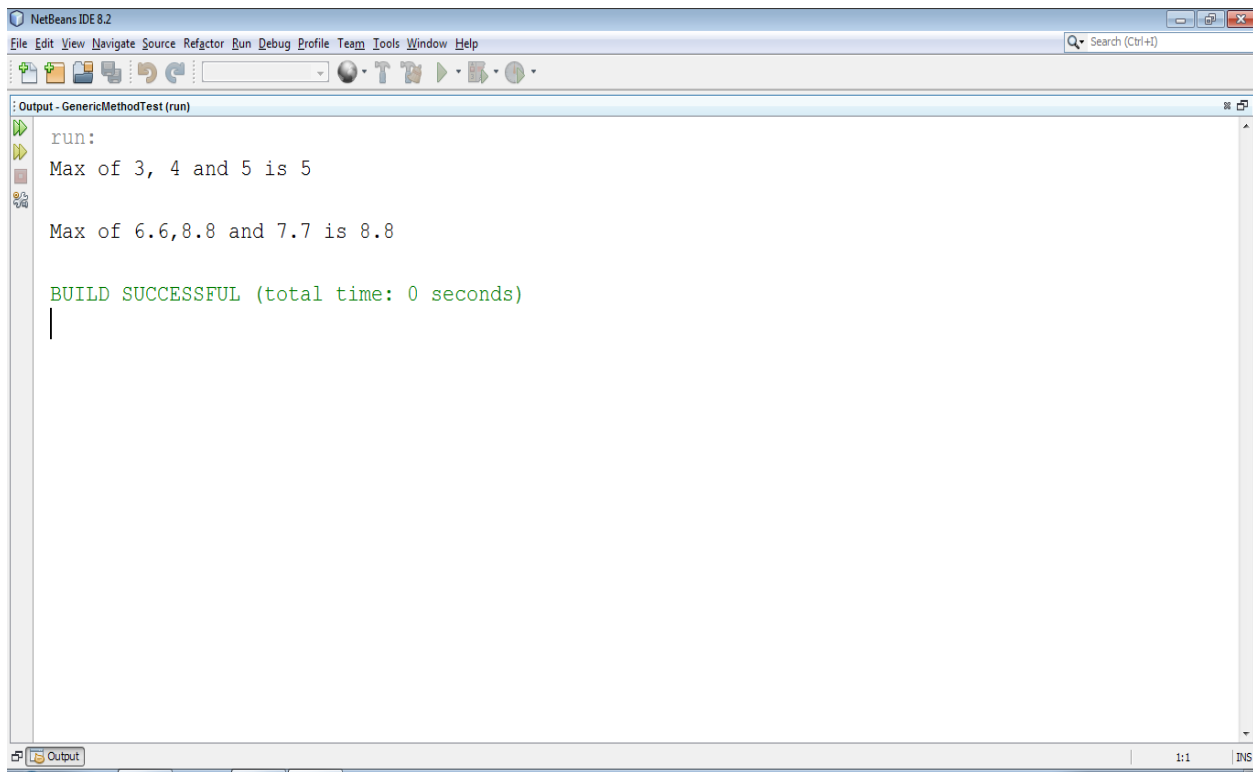 NetBeans IDE 8.2
File Edit View Navigate Source Refactor Run Debug Profile Team Tools Window Help
Search (Ctrl+I)
Output - GenericMethodTest (run)
run:
Max of 3, 4 and 5 is 5
Max of 6.6,8.8 and 7.7 is 8.8
BUILD SUCCESSFUL (total time: 0 seconds)
Output
1:1
INS